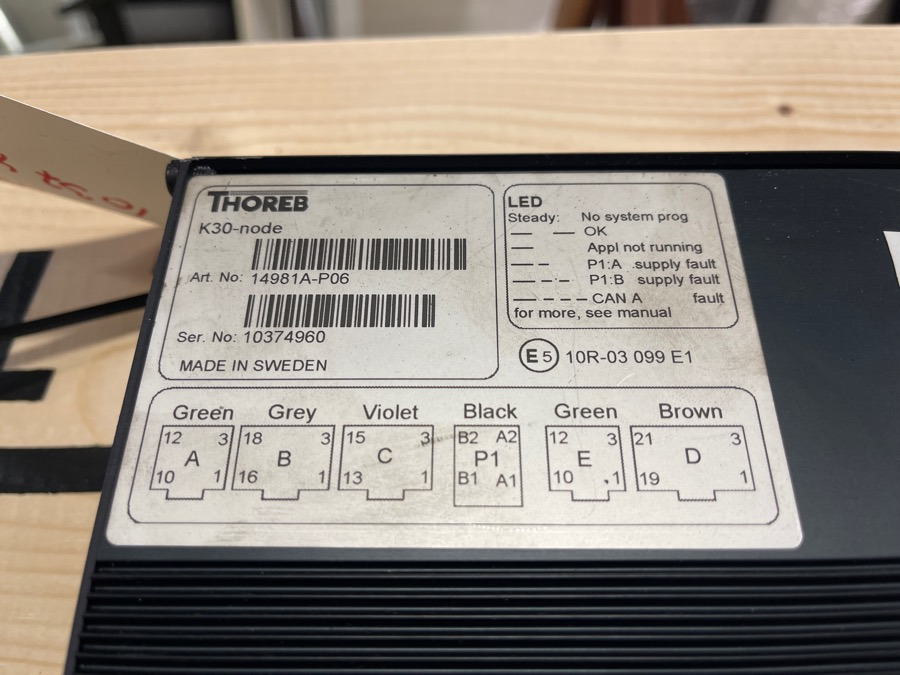 THOREB
K30-node
Art. No: 14981A-P06
Ser. No: 10374960
MADE IN SWEDEN
LED
Steady: No system prog
— — OK
— Appl not running
— - P1:A supply fault
— - - P1:B supply fault
— - - - CAN A fault
for more, see manual
E5 10R-03 099 E1
Green Grey Violet Black Green Brown
12 3 18 3 15 3 B2 A2 12 3 21 3
A B C P1 E D
10 1 16 1 13 1 B1 A1 10 1 19 1